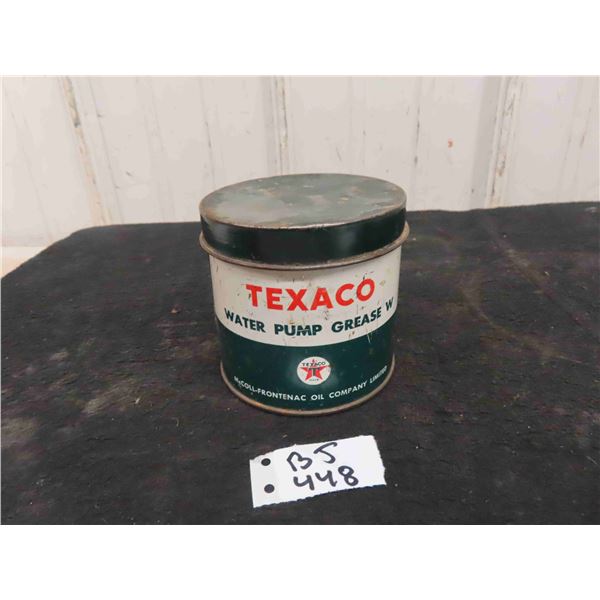 TEXACO
WATER PUMP GREASE W
TEXACO
McCOLL-FRONTENAC OIL COMPANY LIMITED
BJ
448